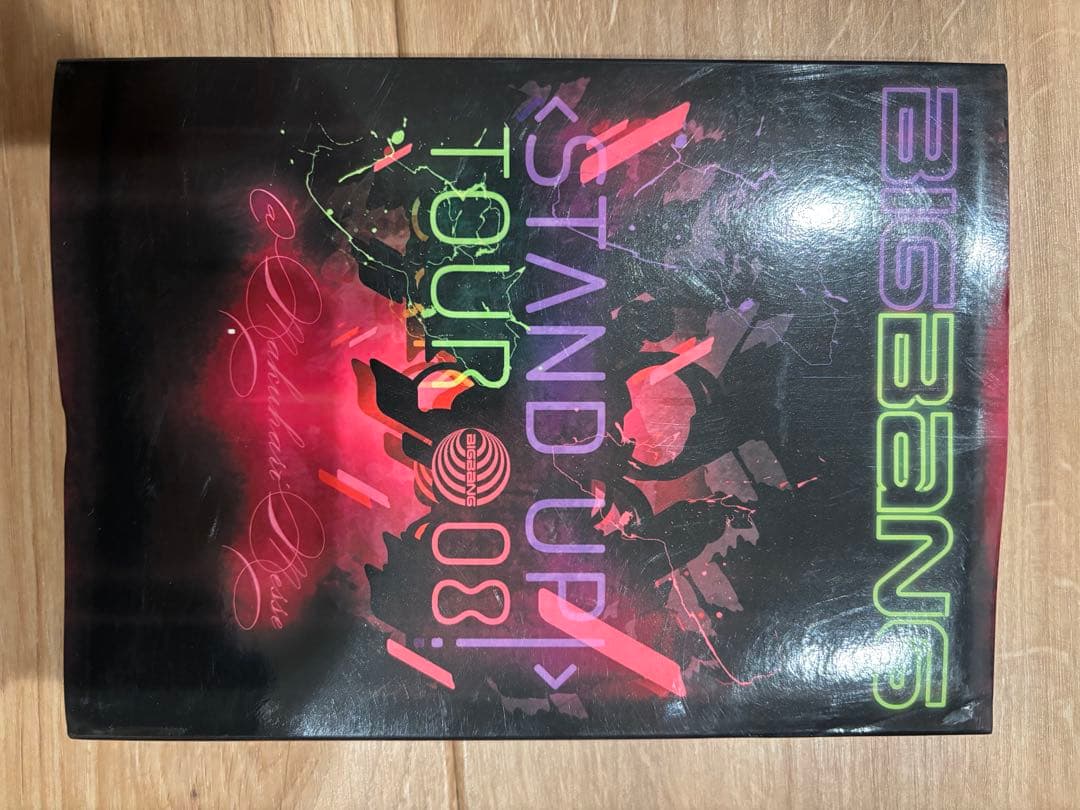 BIGBANG
<STAND UP!>
TOUR BIGBANG 08!
@ Makuhari Messe